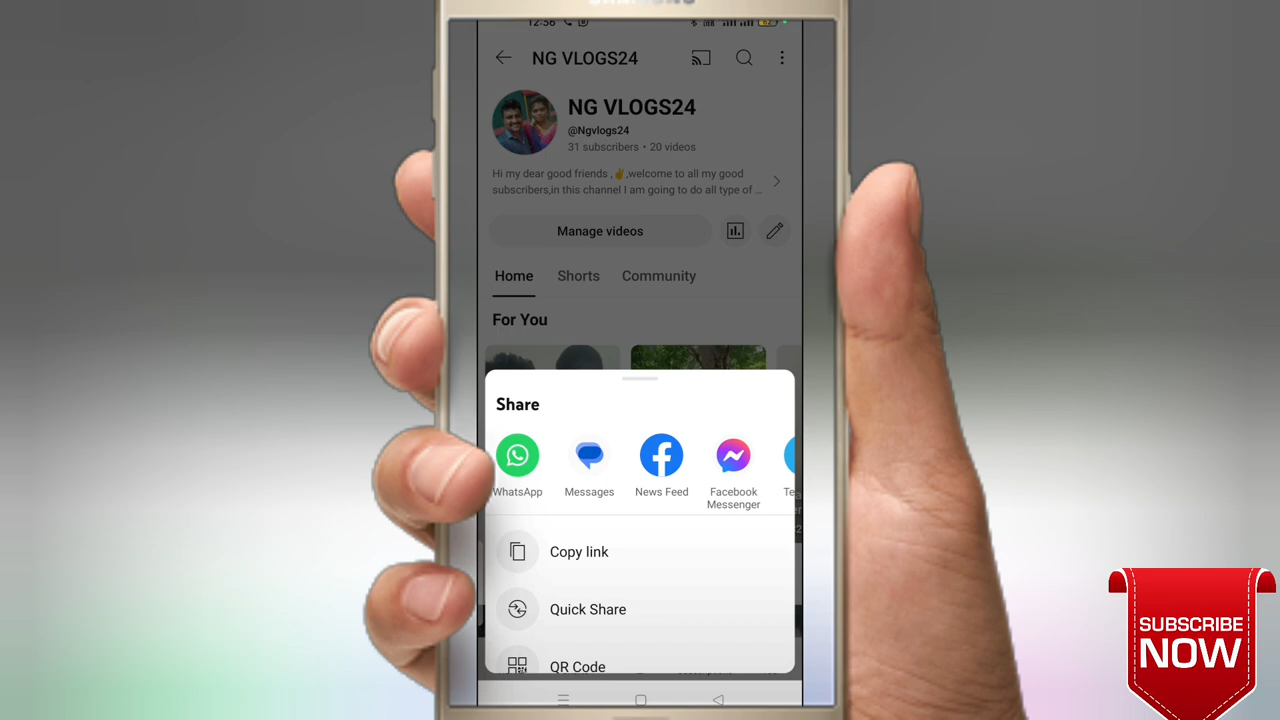 12:56
NG VLOGS24
NG VLOGS24
@Ngvlogs24
31 subscribers • 20 videos
Hi my dear good friends ,✌,welcome to all my good
subscribers,in this channel I am going to do all type of ...
Manage videos
Home Shorts Community
For You
Share
WhatsApp Messages News Feed Facebook Messenger
Copy link
Quick Share
QR Code
SUBSCRIBE
NOW